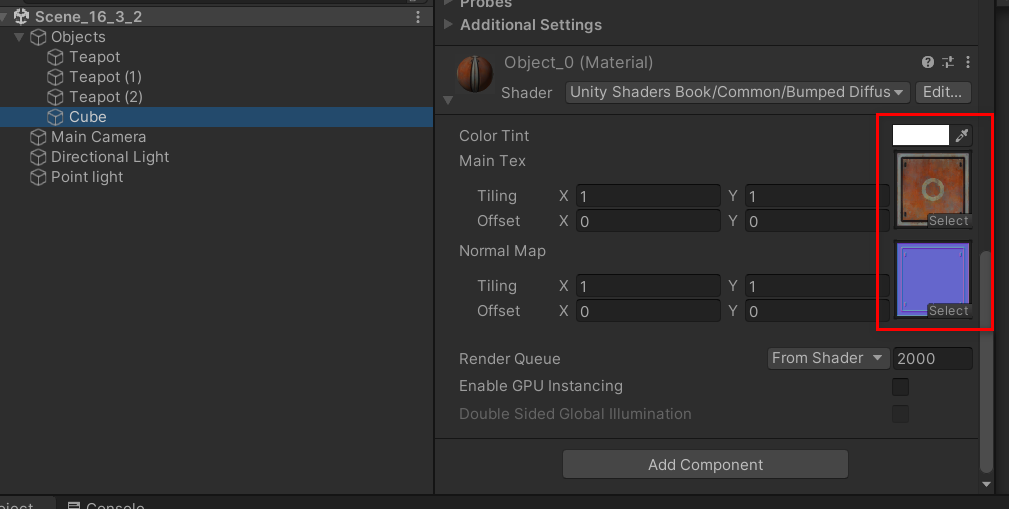 Scene_16_3_2
Objects
Teapot
Teapot (1)
Teapot (2)
Cube
Main Camera
Directional Light
Point light
Probes
Additional Settings
Object_0 (Material)
Shader Unity Shaders Book/Common/Bumped Diffus Edit...
Color Tint
Main Tex
Tiling X 1 Y 1
Offset X 0 Y 0
Select
Normal Map
Tiling X 1 Y 1
Offset X 0 Y 0
Select
Render Queue From Shader 2000
Enable GPU Instancing
Double Sided Global Illumination
Add Component
Console